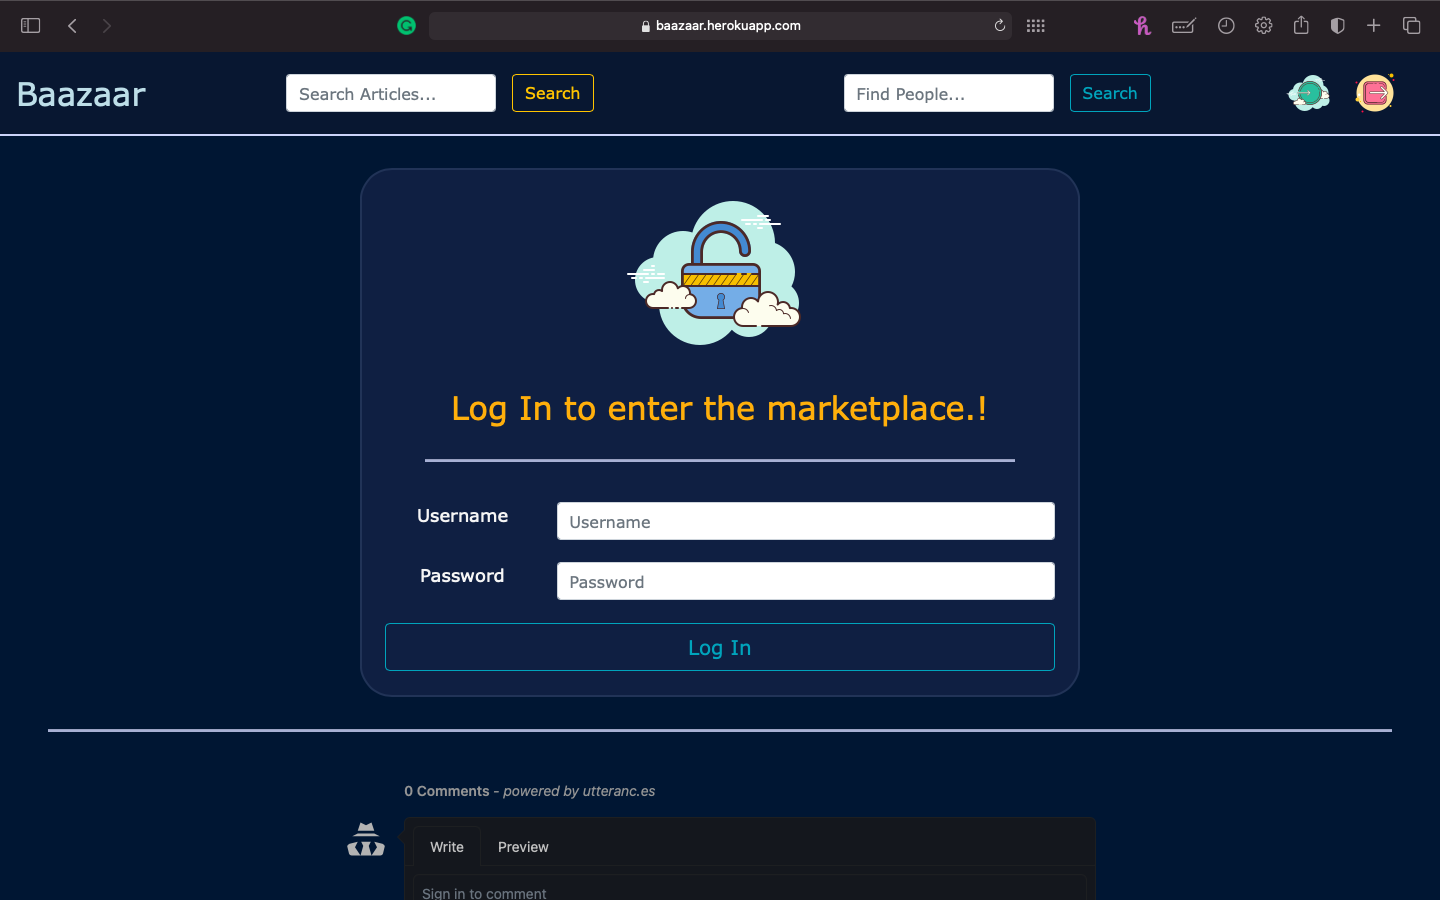 baazaar.herokuapp.com
Baazaar
Search Articles...
Search
Find People...
Search
Log In to enter the marketplace.!
Username
Username
Password
Password
Log In
0 Comments - powered by utteranc.es
Write
Preview
Sign in to comment